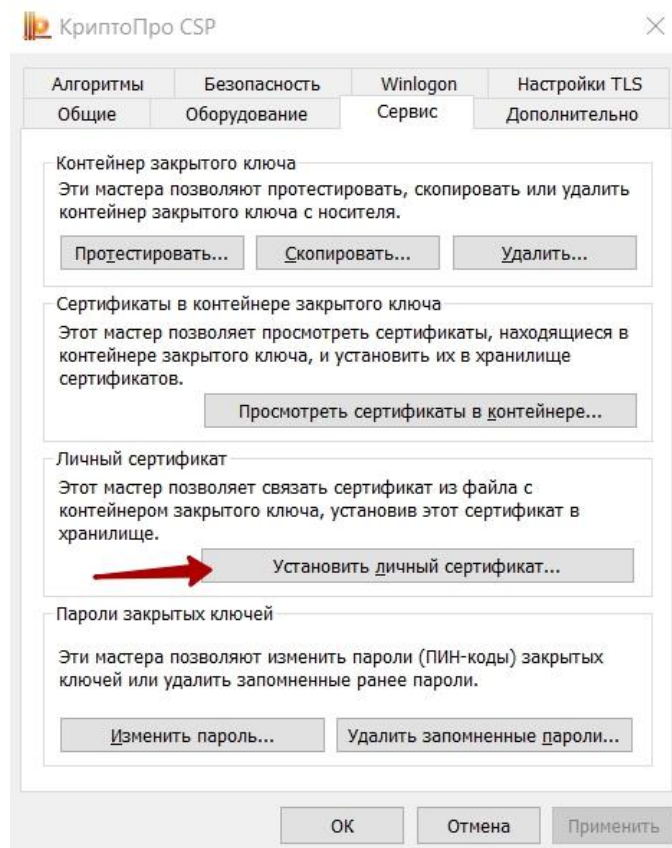 КриптоПро CSP
Алгоритмы Безопасность Winlogon Настройки TLS
Общие Оборудование Сервис Дополнительно
Контейнер закрытого ключа
Эти мастера позволяют протестировать, скопировать или удалить
контейнер закрытого ключа с носителя.
Протестировать... Скопировать... Удалить...
Сертификаты в контейнере закрытого ключа
Этот мастер позволяет просмотреть сертификаты, находящиеся в
контейнере закрытого ключа, и установить их в хранилище
сертификатов.
Просмотреть сертификаты в контейнере...
Личный сертификат
Этот мастер позволяет связать сертификат из файла с
контейнером закрытого ключа, установив этот сертификат в
хранилище.
Установить личный сертификат...
Пароли закрытых ключей
Эти мастера позволяют изменить пароли (ПИН-коды) закрытых
ключей или удалить запомненные ранее пароли.
Изменить пароль... Удалить запомненные пароли...
ОК Отмена Применить